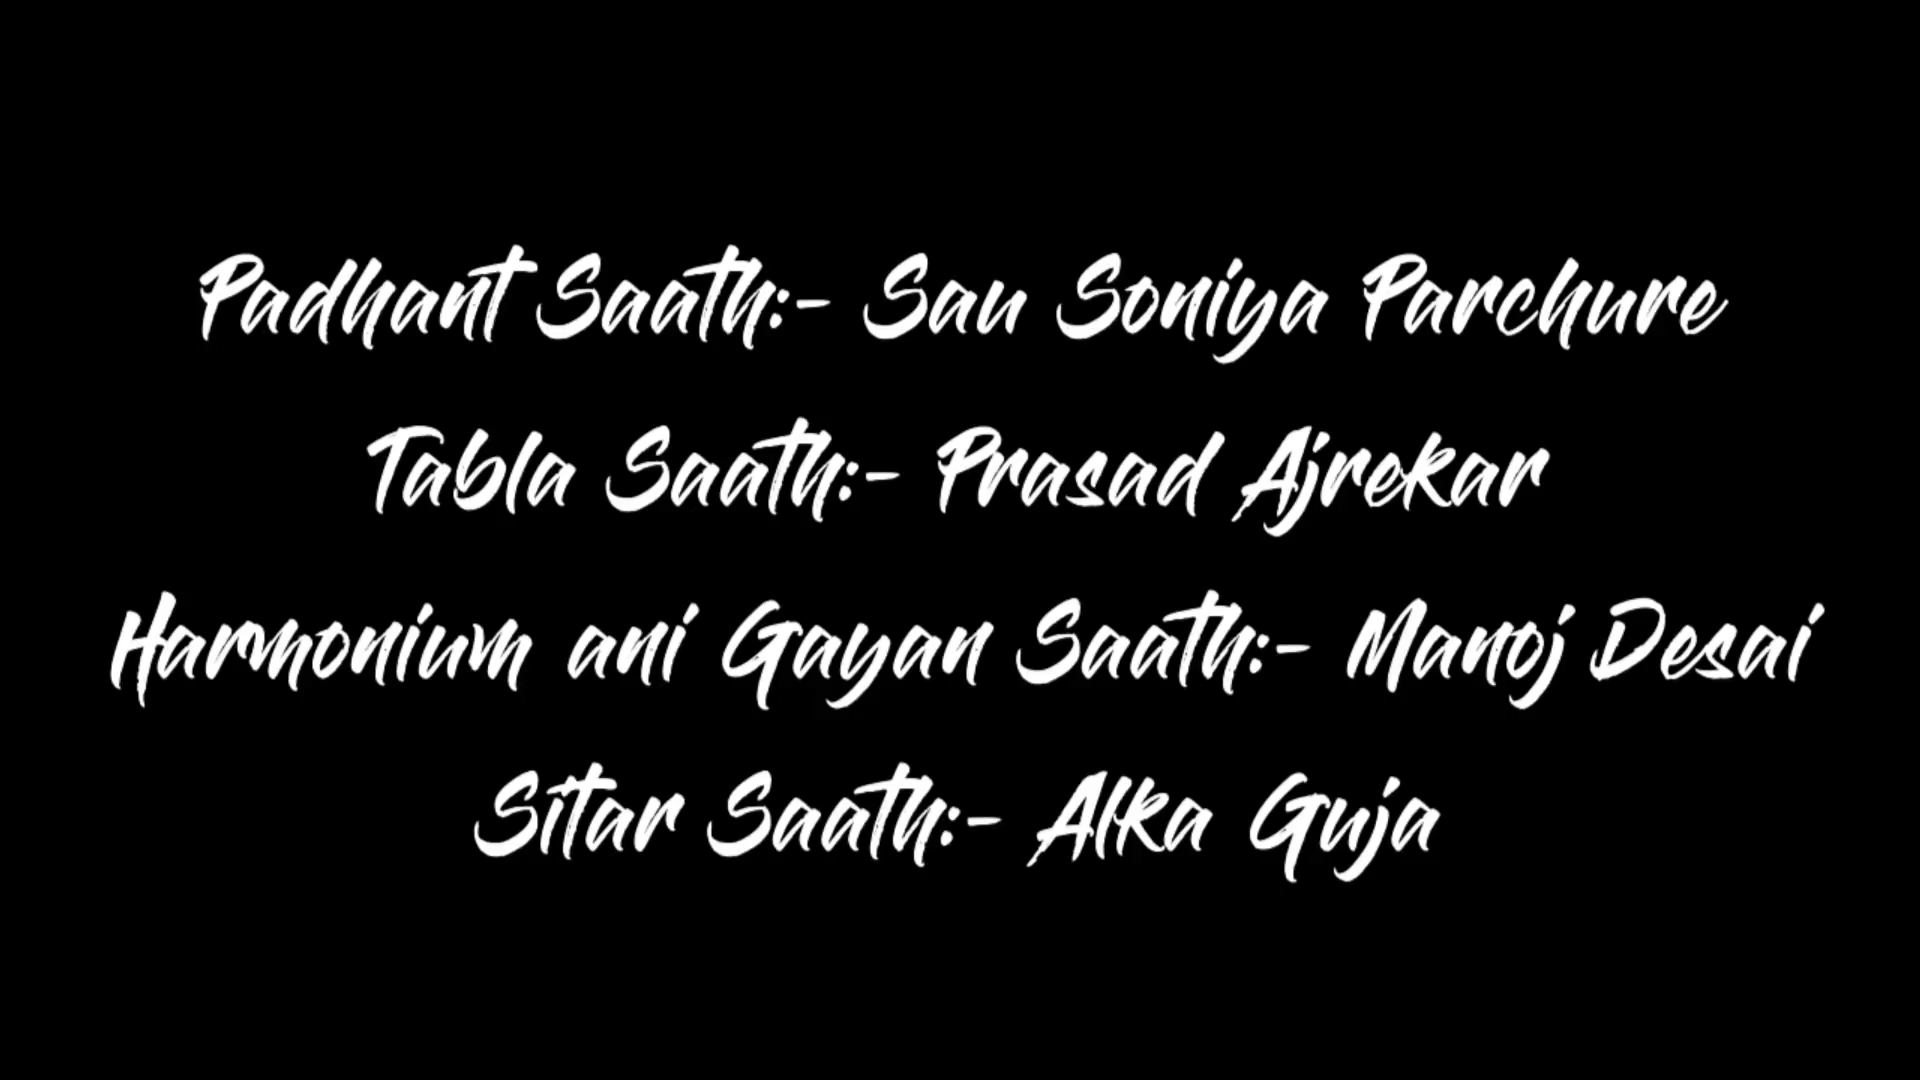 Padhant Saath:- Sau Soniya Parchure
Tabla Saath:- Prasad Ajrekar
Harmonium ani Gayan Saath:- Manoj Desai
Sitar Saath:- Alka Guja